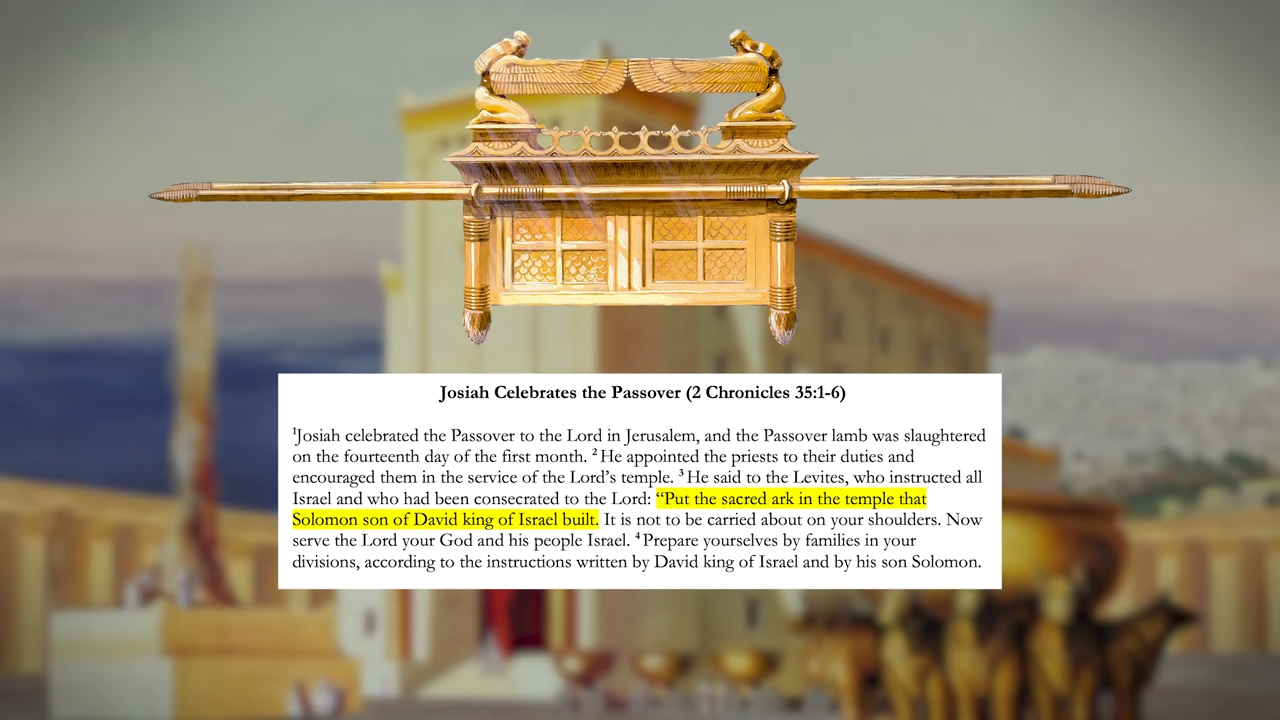 Josiah Celebrates the Passover (2 Chronicles 35:1-6)
¹Josiah celebrated the Passover to the Lord in Jerusalem, and the Passover lamb was slaughtered
on the fourteenth day of the first month. ² He appointed the priests to their duties and
encouraged them in the service of the Lord’s temple. ³ He said to the Levites, who instructed all
Israel and who had been consecrated to the Lord: “Put the sacred ark in the temple that
Solomon son of David king of Israel built. It is not to be carried about on your shoulders. Now
serve the Lord your God and his people Israel. ⁴ Prepare yourselves by families in your
divisions, according to the instructions written by David king of Israel and by his son Solomon.